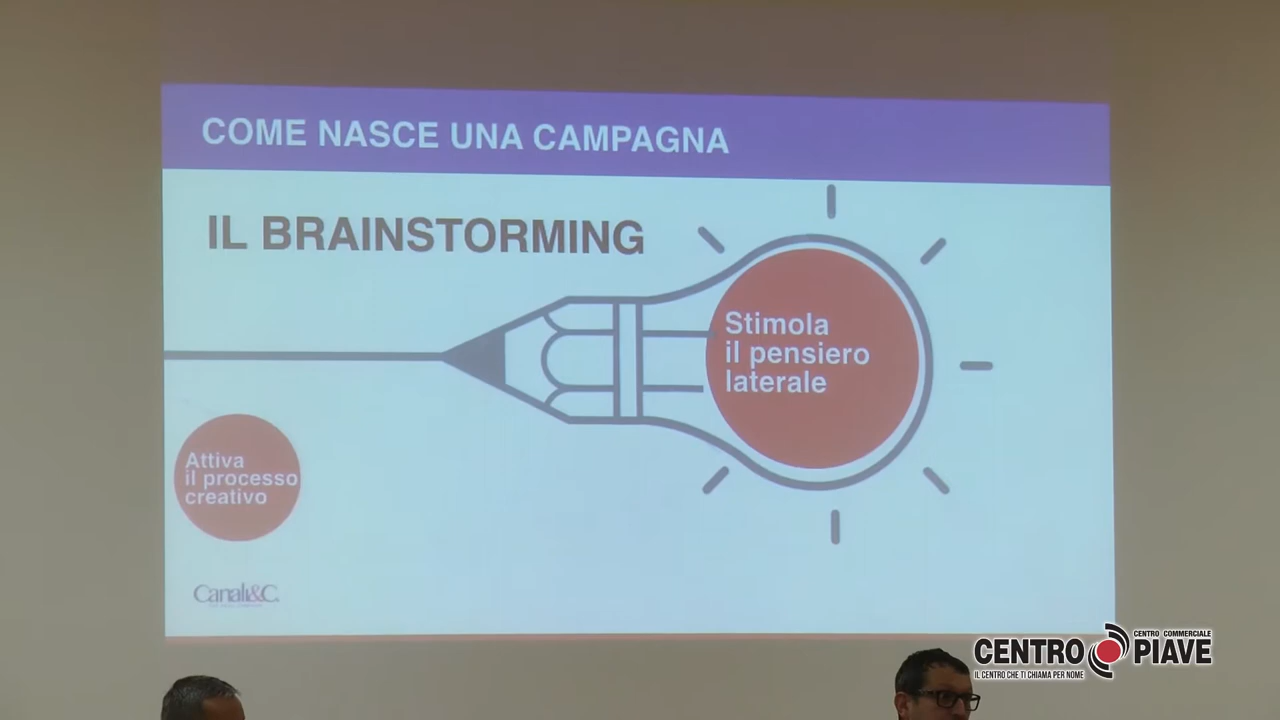 COME NASCE UNA CAMPAGNA
IL BRAINSTORMING
Stimola
il pensiero
laterale
Attiva
il processo
creativo
Canali&C.
CENTRO PIAVE
CENTRO COMMERCIALE
IL CENTRO CHE TI CHIAMA PER NOME